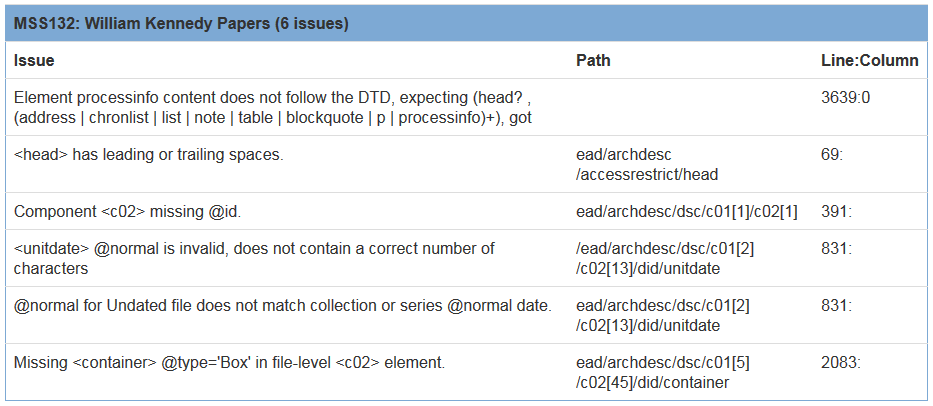 MSS132: William Kennedy Papers (6 issues)
Issue Path Line:Column
Element processinfo content does not follow the DTD, expecting (head? , 3639:0
(address | chronlist | list | note | table | blockquote | p | processinfo)+), got
<head> has leading or trailing spaces. ead/archdesc 69:
/accessrestrict/head
Component <c02> missing @id. ead/archdesc/dsc/c01[1]/c02[1] 391:
<unitdate> @normal is invalid, does not contain a correct number of /ead/archdesc/dsc/c01[2] 831:
characters /c02[13]/did/unitdate
@normal for Undated file does not match collection or series @normal date. ead/archdesc/dsc/c01[2] 831:
/c02[13]/did/unitdate
Missing <container> @type='Box' in file-level <c02> element. ead/archdesc/dsc/c01[5] 2083:
/c02[45]/did/container